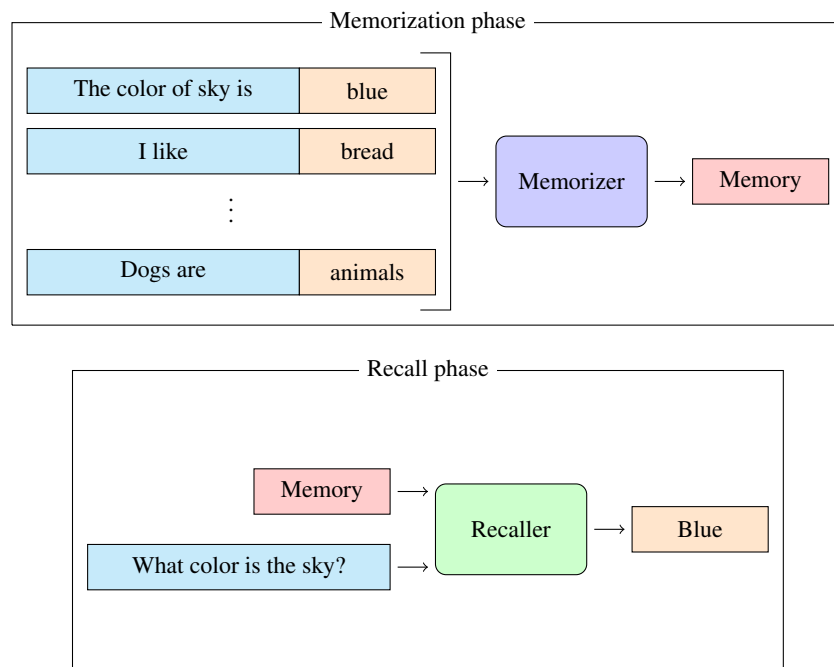 Memorization phase
The color of sky is blue
I like bread
⋮
Dogs are animals
Memorizer
Memory
Recall phase
Memory
What color is the sky?
Recaller
Blue